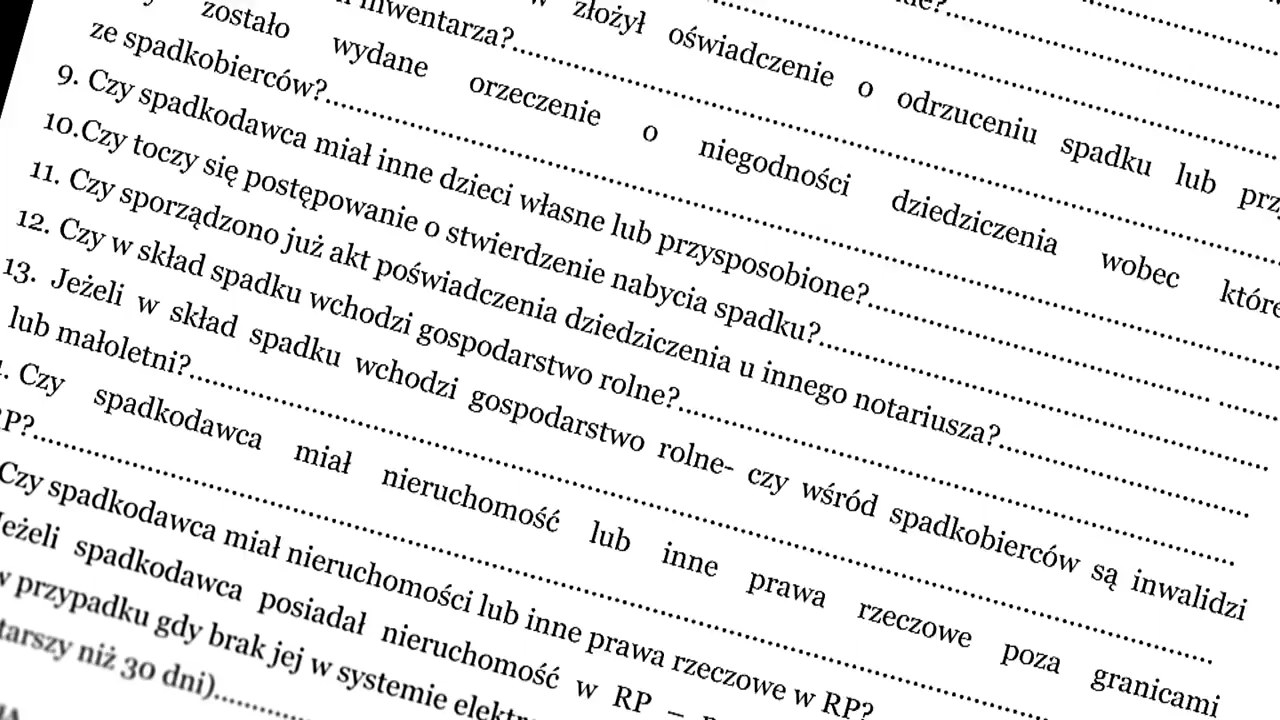 złożył oświadczenie o odrzuceniu spadku lub
inwentarza?..............................
zostało wydane orzeczenie o niegodności dziedziczenia wobec
ze spadkobierców?..............................
9. Czy spadkodawca miał inne dzieci własne lub przysposobione?..............................
10.Czy toczy się postępowanie o stwierdzenie nabycia spadku?..............................
11. Czy sporządzono już akt poświadczenia dziedziczenia u innego notariusza?..............................
12. Czy w skład spadku wchodzi gospodarstwo rolne?..............................
13. Jeżeli w skład spadku wchodzi gospodarstwo rolne- czy wśród spadkobierców są inwalidzi
lub małoletni?..............................
Czy spadkodawca miał nieruchomość lub inne prawa rzeczowe poza granicami
RP?..............................
Czy spadkodawca miał nieruchomości lub inne prawa rzeczowe w RP?
Jeżeli spadkodawca posiadał nieruchomość w RP –
w przypadku gdy brak jej w systemie
starszy niż 30 dni)..............................